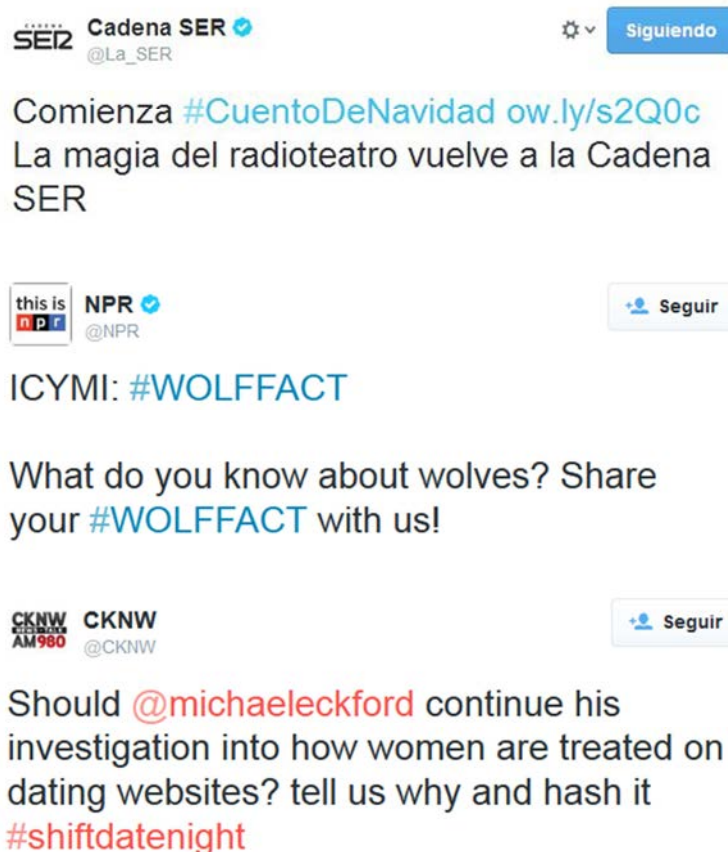 SER Cadena SER
@La_SER
Siguiendo
Comienza #CuentoDeNavidad ow.ly/s2Q0c
La magia del radioteatro vuelve a la Cadena
SER
this is
npr
NPR
@NPR
Seguir
ICYMI: #WOLFFACT
What do you know about wolves? Share
your #WOLFFACT with us!
CKNW
NEWS · TALK
AM980
CKNW
@CKNW
Seguir
Should @michaeleckford continue his
investigation into how women are treated on
dating websites? tell us why and hash it
#shiftdatenight